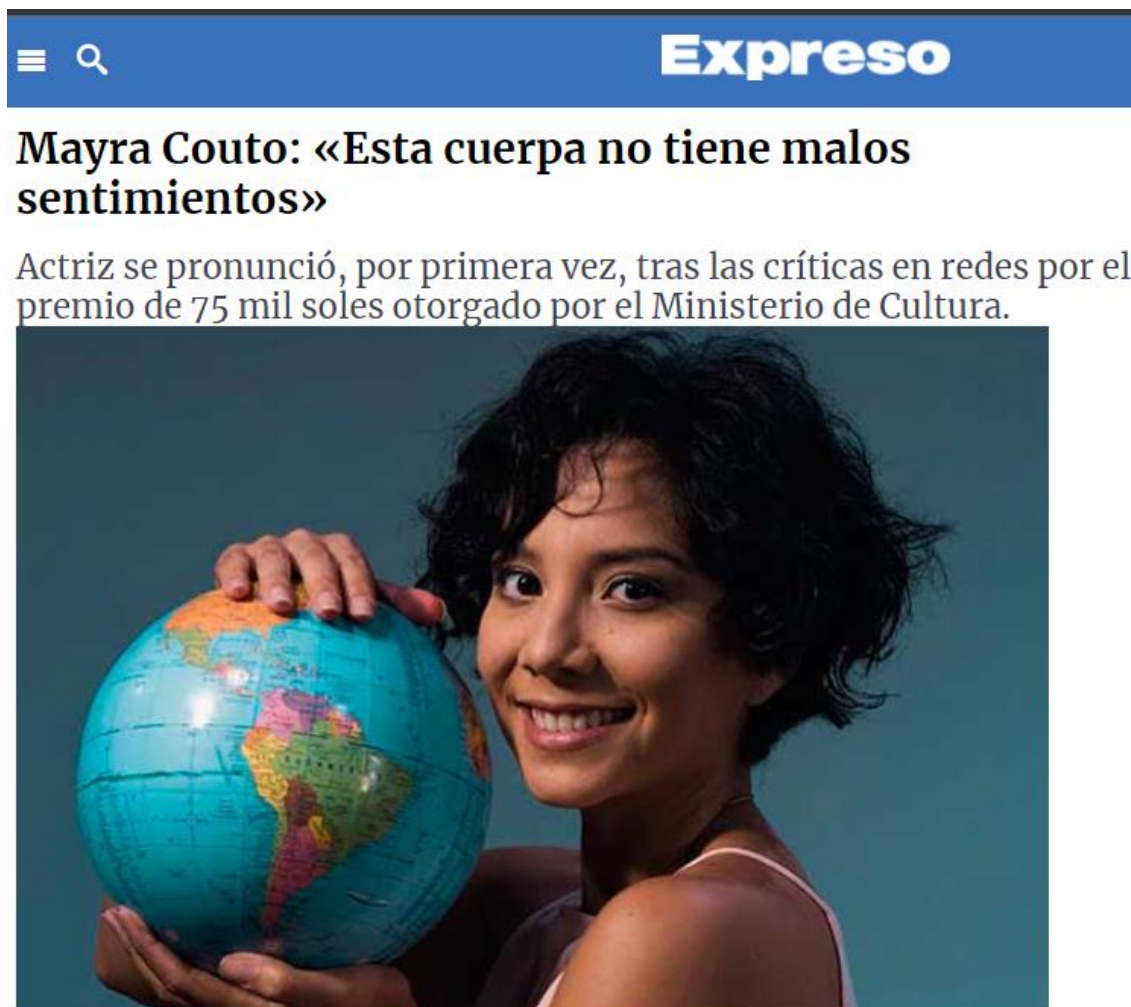 Expreso
Mayra Couto: «Esta cuerpa no tiene malos
sentimientos»
Actriz se pronunció, por primera vez, tras las críticas en redes por el
premio de 75 mil soles otorgado por el Ministerio de Cultura.